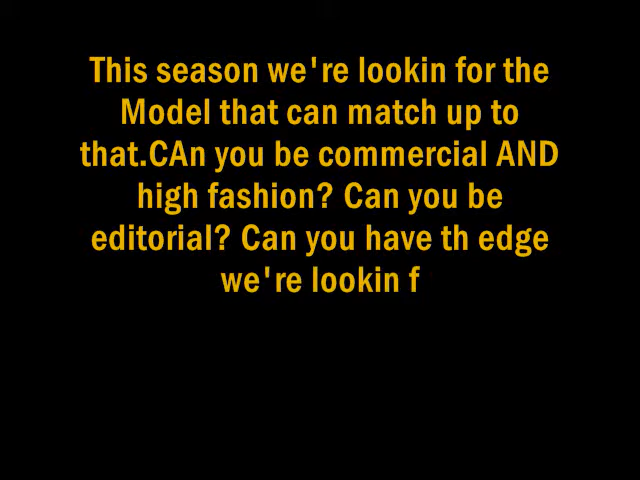 This season we're lookin for the
Model that can match up to
that.CAn you be commercial AND
high fashion? Can you be
editorial? Can you have th edge
we're lookin f